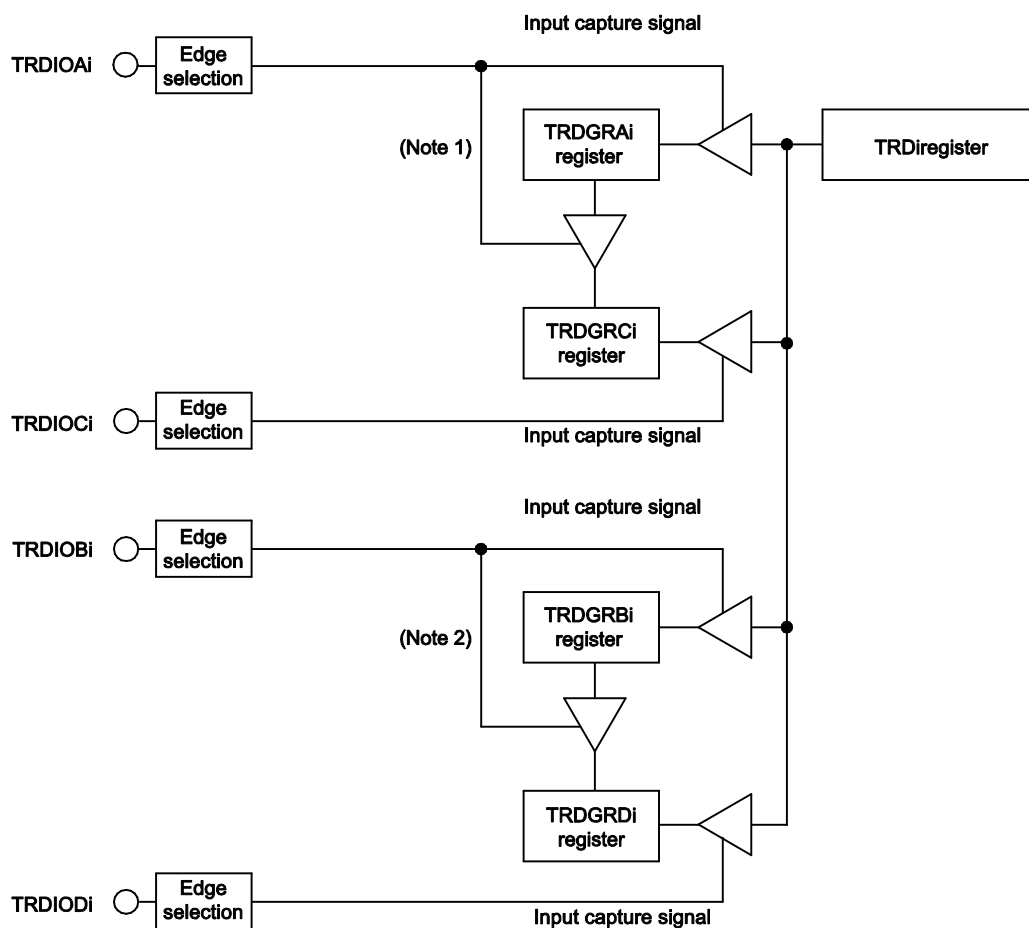 Input capture signal
TRDIOAi
Edge
selection
(Note 1)
TRDGRAi
register
TRDiregister
TRDGRCi
register
TRDIOCi
Edge
selection
Input capture signal
Input capture signal
TRDIOBi
Edge
selection
(Note 2)
TRDGRBi
register
TRDGRDi
register
TRDIODi
Edge
selection
Input capture signal